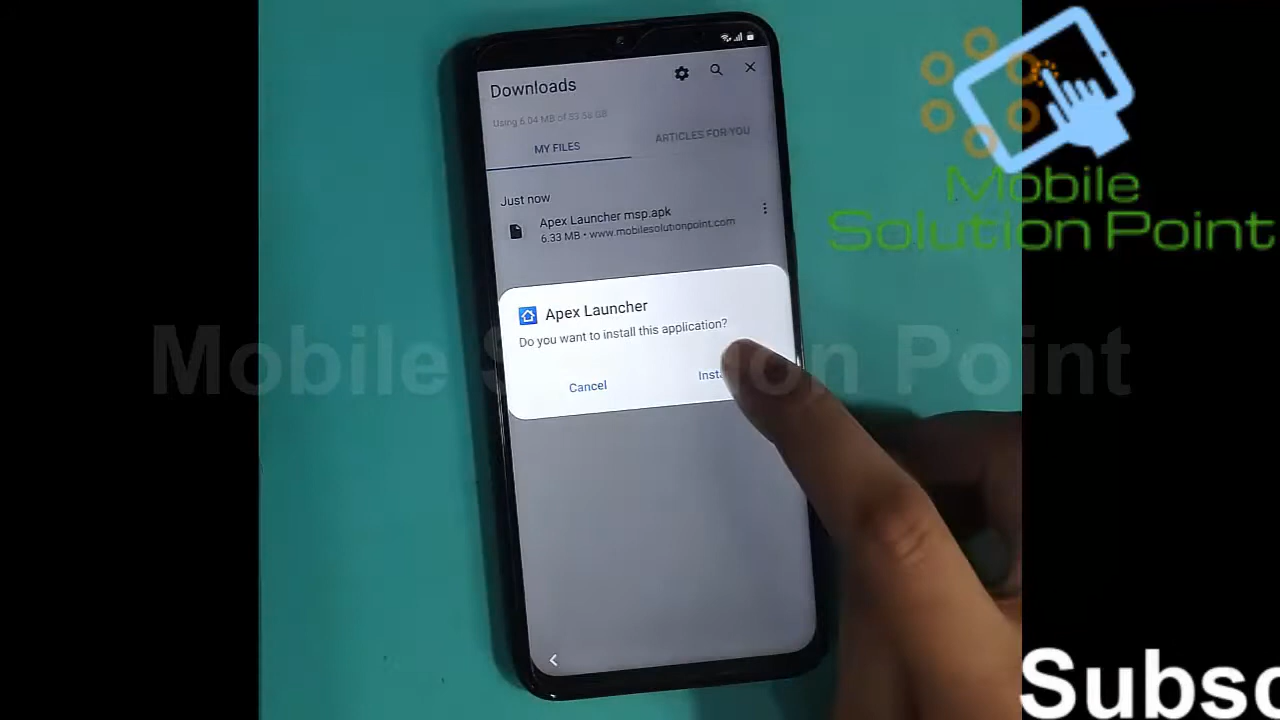 Downloads
Using 6.04 MB of 53.58 GB
MY FILES
ARTICLES FOR YOU
Just now
Apex Launcher msp.apk
6.33 MB • www.mobilesolutionpoint.com
Apex Launcher
Do you want to install this application?
Cancel
Insta
Mobile
Solution Point
Mobile Solution Point
Subsc